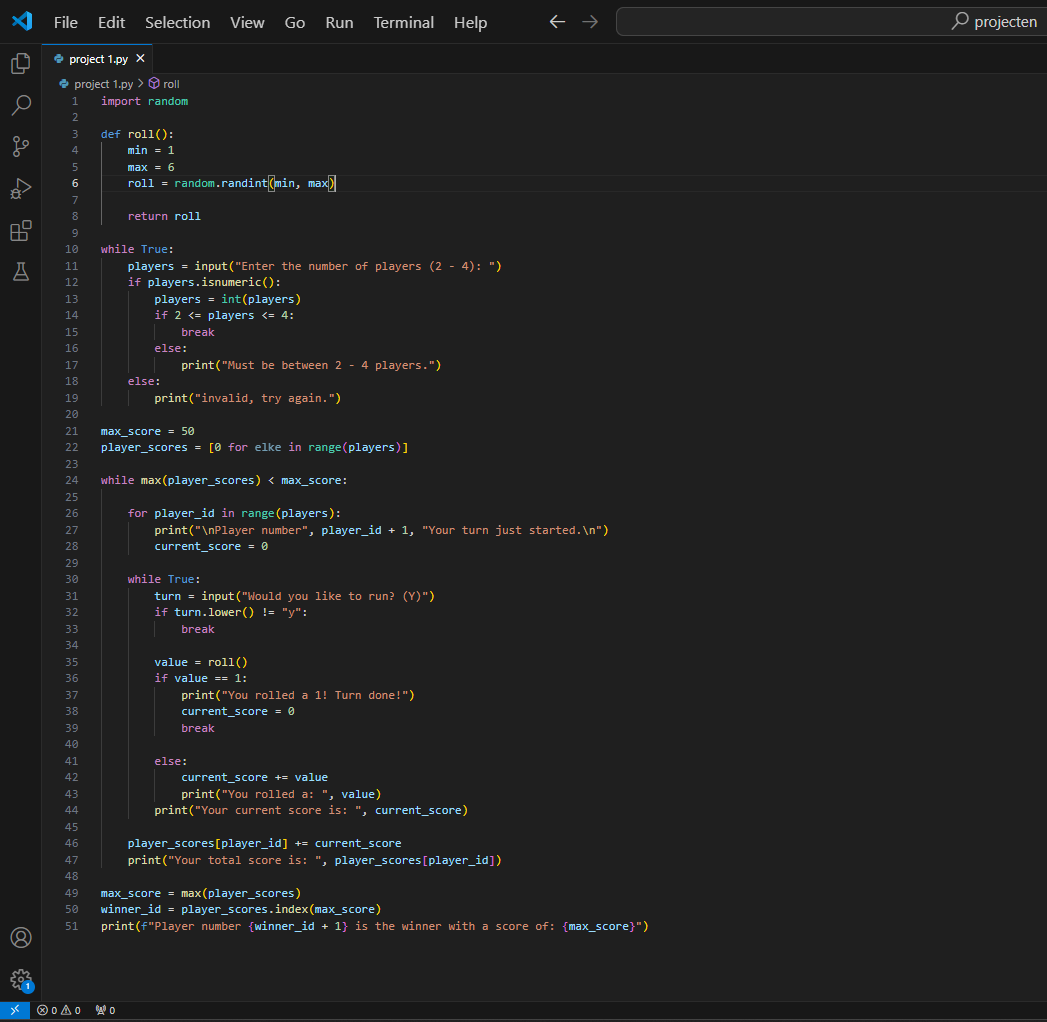 File Edit Selection View Go Run Terminal Help projecten
project 1.py
project 1.py > roll
1 import random
2
3 def roll():
4     min = 1
5     max = 6
6     roll = random.randint(min, max)
7
8     return roll
9
10 while True:
11     players = input("Enter the number of players (2 - 4): ")
12     if players.isnumeric():
13         players = int(players)
14         if 2 <= players <= 4:
15             break
16         else:
17             print("Must be between 2 - 4 players.")
18     else:
19         print("invalid, try again.")
20
21 max_score = 50
22 player_scores = [0 for elke in range(players)]
23
24 while max(player_scores) < max_score:
25
26     for player_id in range(players):
27         print("\nPlayer number", player_id + 1, "Your turn just started.\n")
28         current_score = 0
29
30     while True:
31         turn = input("Would you like to run? (Y)")
32         if turn.lower() != "y":
33             break
34
35         value = roll()
36         if value == 1:
37             print("You rolled a 1! Turn done!")
38             current_score = 0
39             break
40
41         else:
42             current_score += value
43             print("You rolled a: ", value)
44         print("Your current score is: ", current_score)
45
46     player_scores[player_id] += current_score
47     print("Your total score is: ", player_scores[player_id])
48
49 max_score = max(player_scores)
50 winner_id = player_scores.index(max_score)
51 print(f"Player number {winner_id + 1} is the winner with a score of: {max_score}")
1
0 0 0